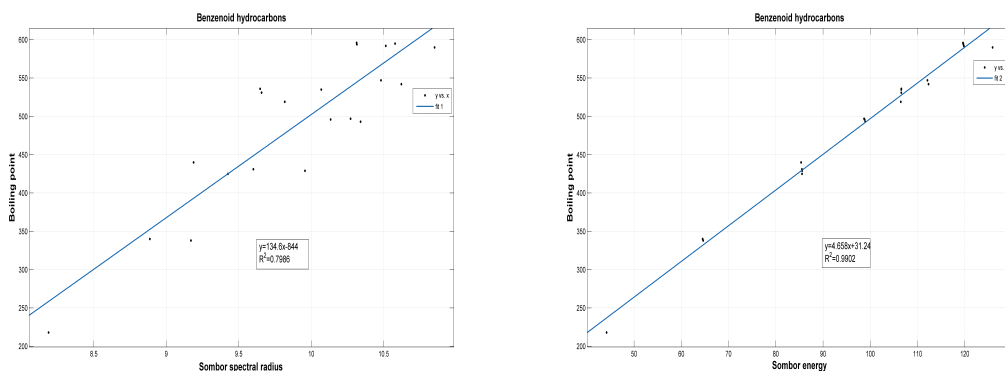 Benzenoid hydrocarbons
600
550
500
450
400
350
300
250
200
Boiling point
y vs. x
fit 1
y=134.6x-844
R²=0.7986
8.5 9 9.5 10 10.5
Sombor spectral radius
Benzenoid hydrocarbons
600
550
500
450
400
350
300
250
200
Boiling point
y vs.
fit 2
y=4.658x+31.24
R²=0.9902
50 60 70 80 90 100 110 120
Sombor energy